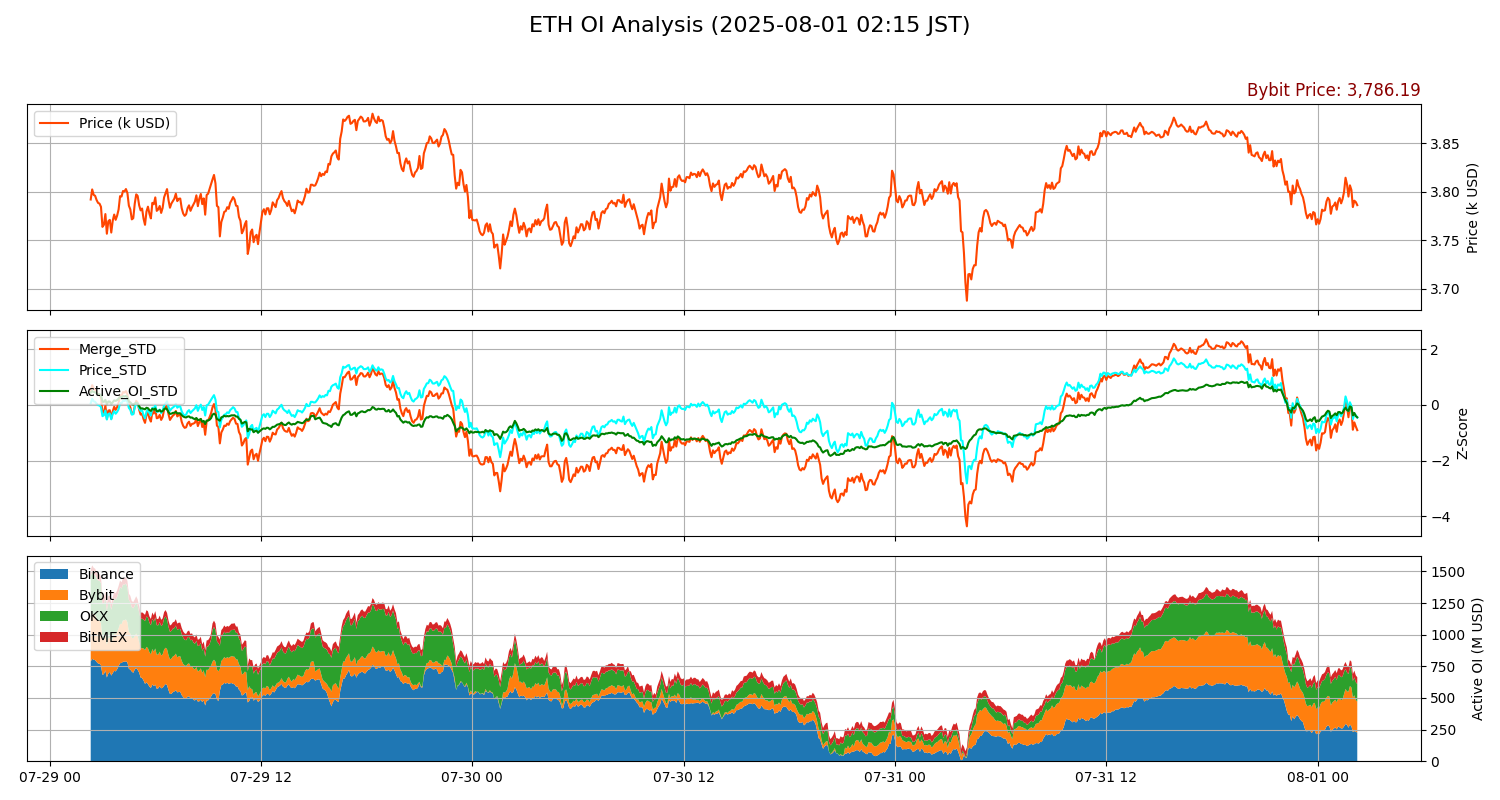 ETH OI Analysis (2025-08-01 02:15 JST)
Bybit Price: 3,786.19
Price (k USD)
3.85
3.80
3.75
3.70
Price (k USD)
Merge_STD
Price_STD
Active_OI_STD
2
0
−2
−4
Z-Score
Binance
Bybit
OKX
BitMEX
1500
1250
1000
750
500
250
0
Active OI (M USD)
07-29 00
07-29 12
07-30 00
07-30 12
07-31 00
07-31 12
08-01 00